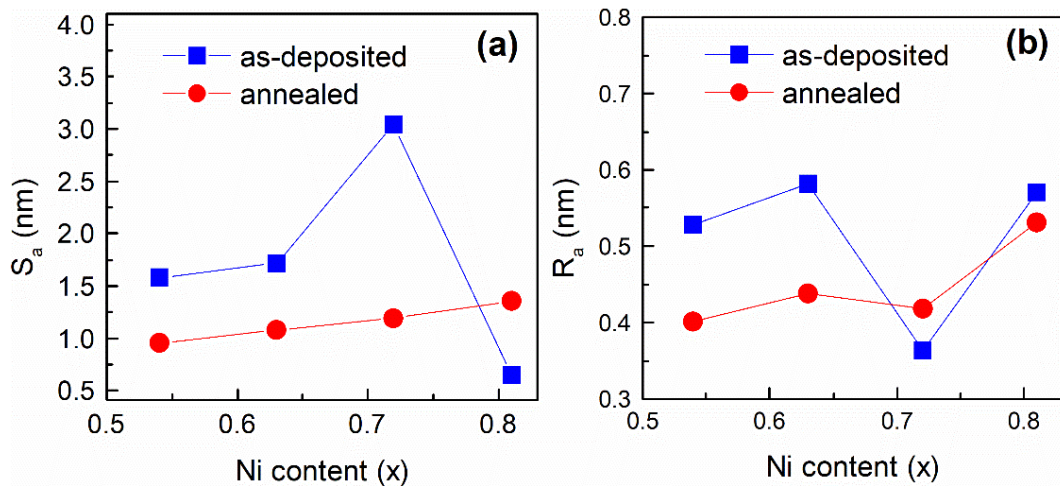 (a)
as-deposited
annealed
4.0
3.5
3.0
2.5
2.0
1.5
1.0
0.5
Sₐ (nm)
0.5 0.6 0.7 0.8
Ni content (x)
(b)
as-deposited
annealed
0.8
0.7
0.6
0.5
0.4
0.3
Rₐ (nm)
0.5 0.6 0.7 0.8
Ni content (x)